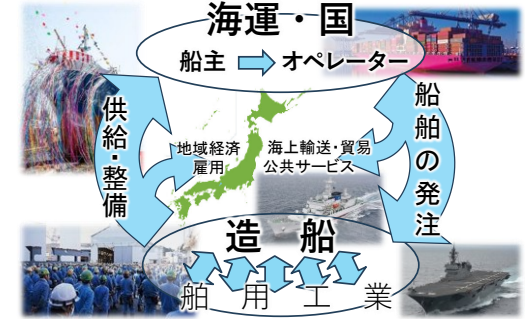 海運・国
船主 オペレーター
供給・整備
船舶の発注
地域経済
雇用
海上輸送・貿易
公共サービス
造船
舶用工業